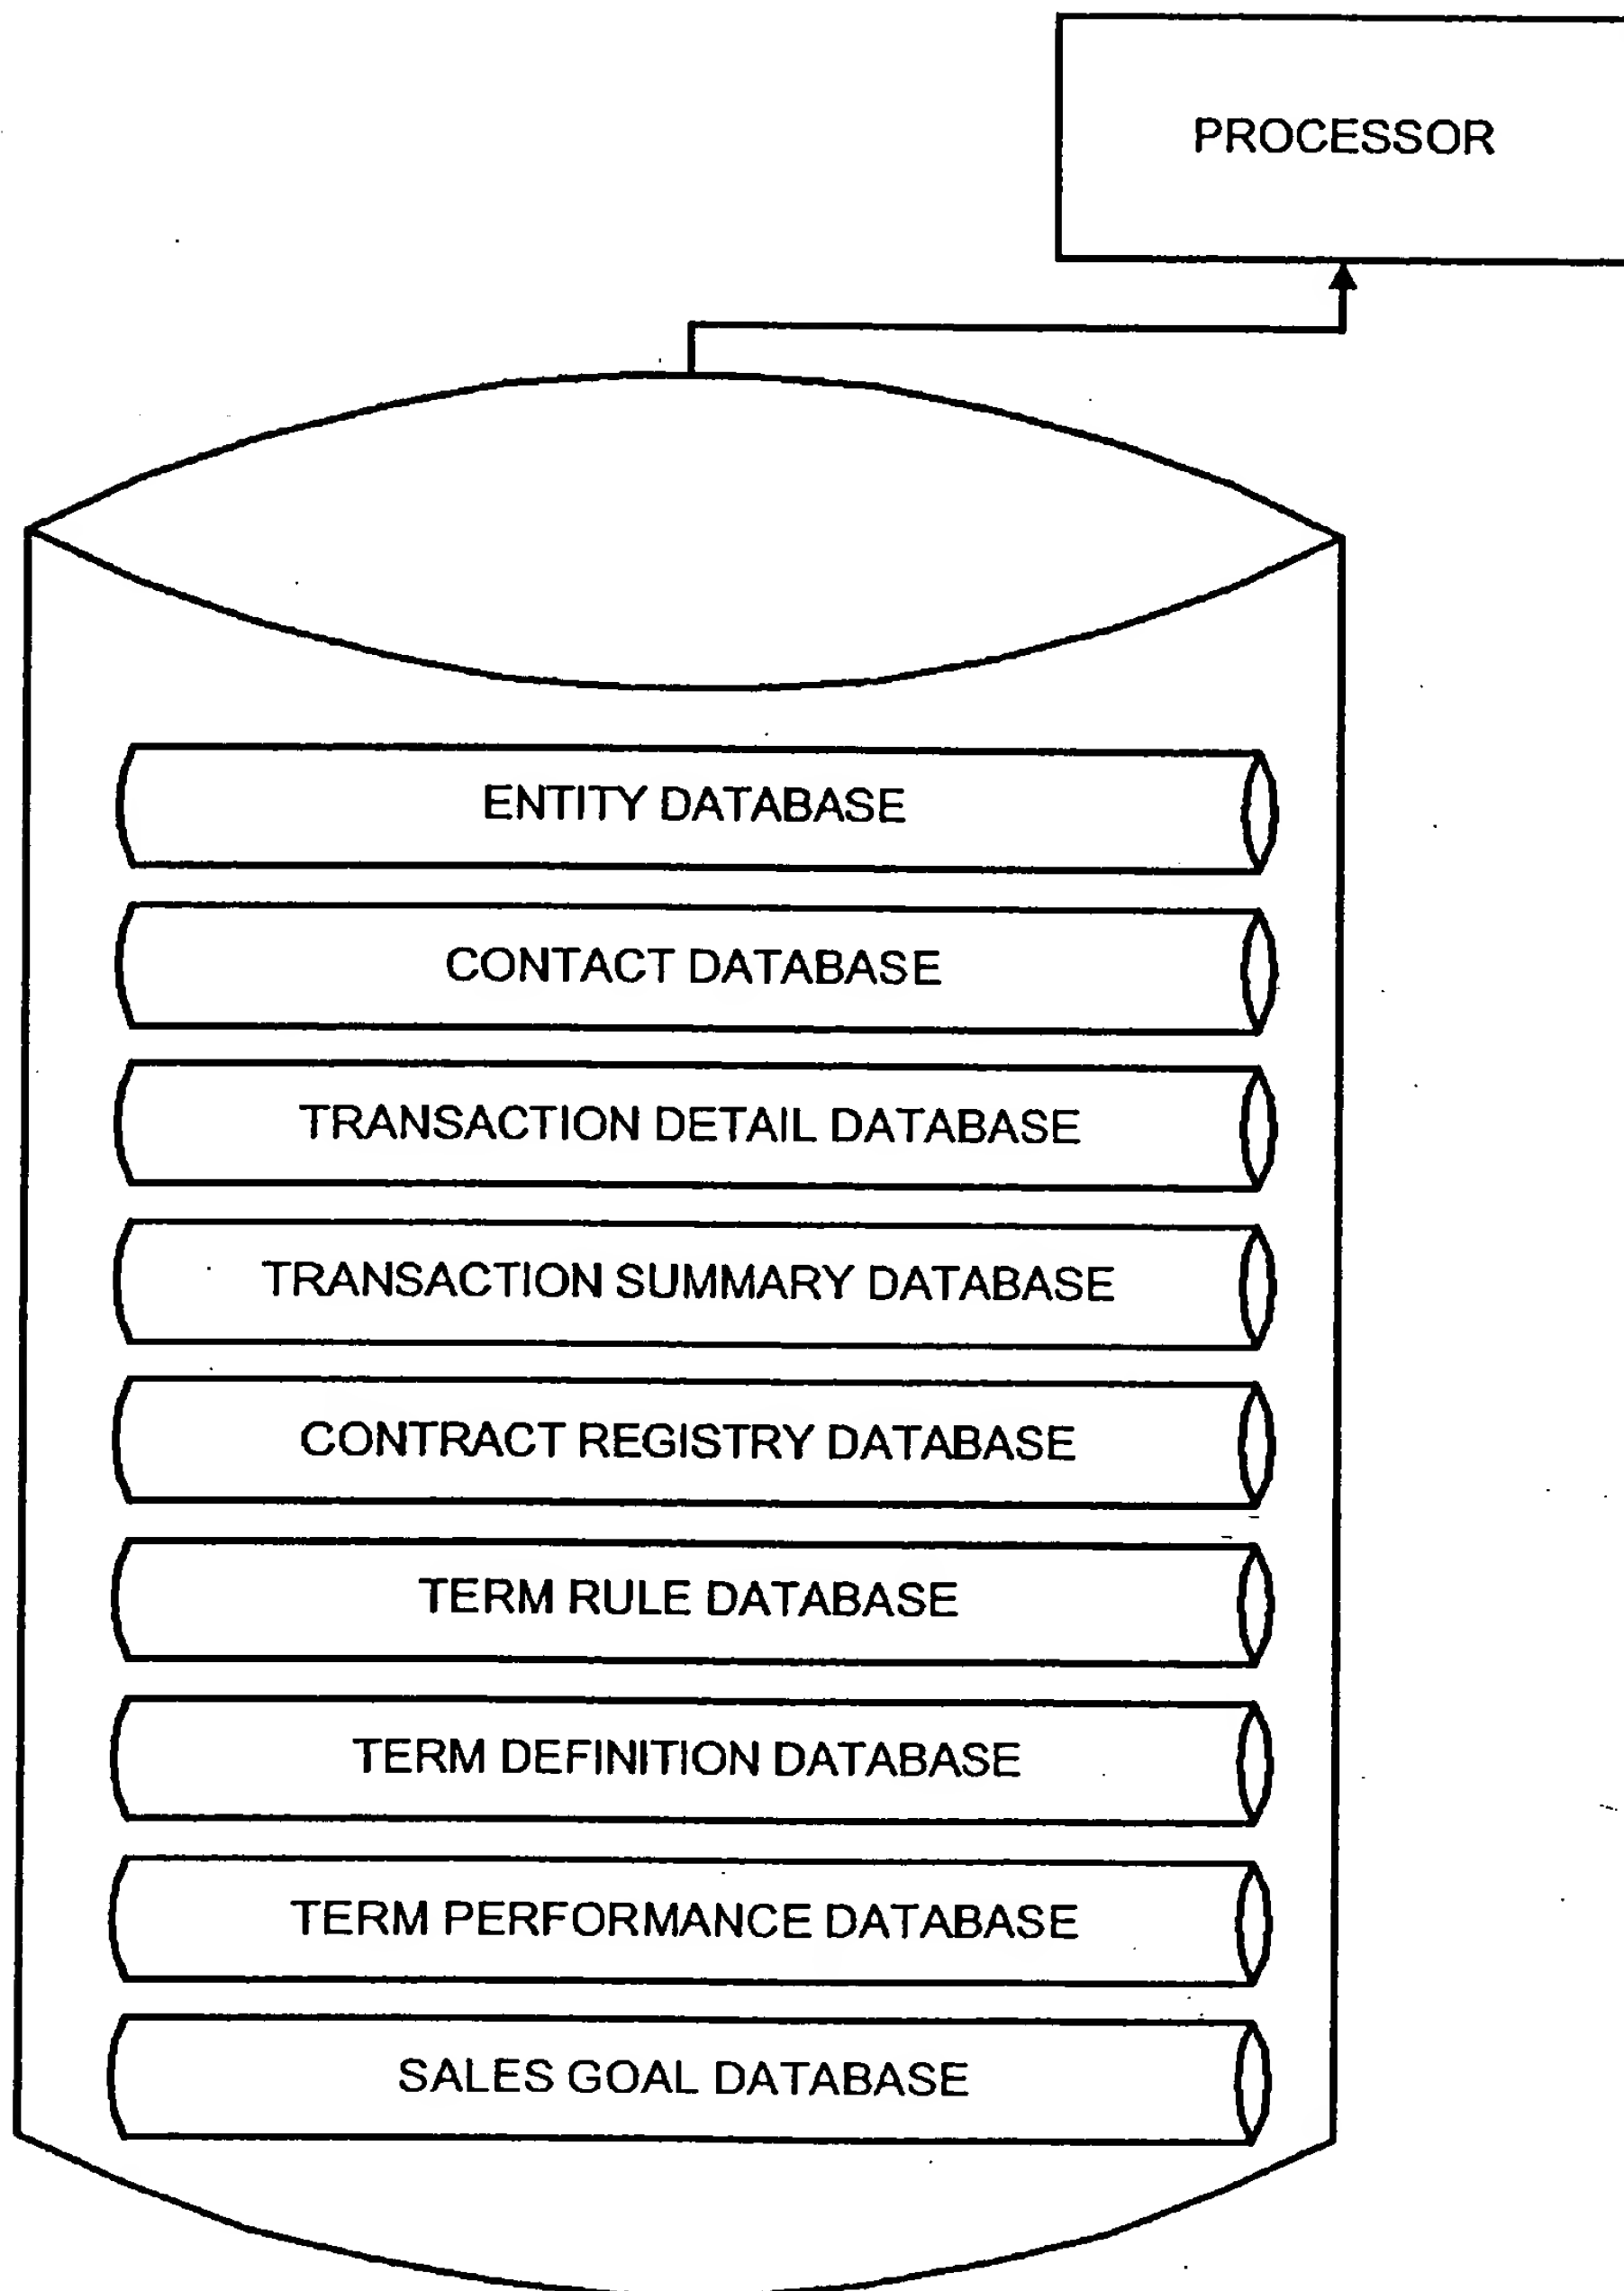 PROCESSOR
ENTITY DATABASE
CONTACT DATABASE
TRANSACTION DETAIL DATABASE
TRANSACTION SUMMARY DATABASE
CONTRACT REGISTRY DATABASE
TERM RULE DATABASE
TERM DEFINITION DATABASE
TERM PERFORMANCE DATABASE
SALES GOAL DATABASE